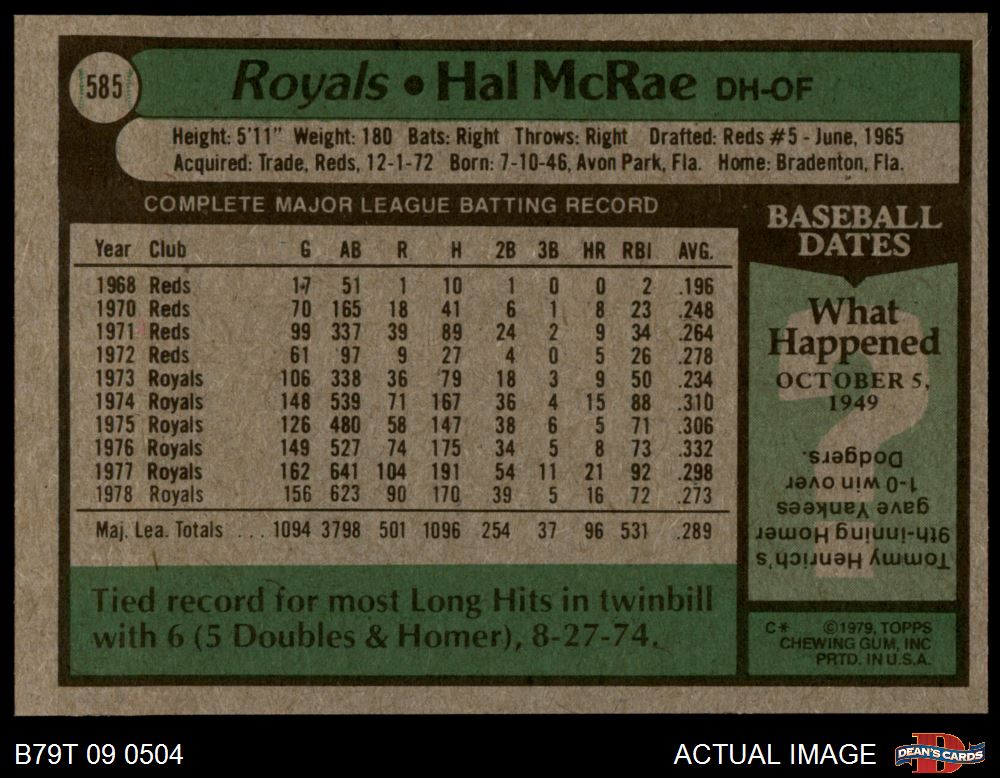 585
Royals • Hal McRae DH-OF
Height: 5'11" Weight: 180 Bats: Right Throws: Right Drafted: Reds #5 - June, 1965
Acquired: Trade, Reds, 12-1-72 Born: 7-10-46, Avon Park, Fla. Home: Bradenton, Fla.
COMPLETE MAJOR LEAGUE BATTING RECORD
Year Club G AB R H 2B 3B HR RBI AVG.
1968 Reds 17 51 1 10 1 0 0 2 .196
1970 Reds 70 165 18 41 6 1 8 23 .248
1971 Reds 99 337 39 89 24 2 9 34 .264
1972 Reds 61 97 9 27 4 0 5 26 .278
1973 Royals 106 338 36 79 18 3 9 50 .234
1974 Royals 148 539 71 167 36 4 15 88 .310
1975 Royals 126 480 58 147 38 6 5 71 .306
1976 Royals 149 527 74 175 34 5 8 73 .332
1977 Royals 162 641 104 191 54 11 21 92 .298
1978 Royals 156 623 90 170 39 5 16 72 .273
Maj. Lea. Totals ... 1094 3798 501 1096 254 37 96 531 .289
Tied record for most Long Hits in twinbill
with 6 (5 Doubles & Homer), 8-27-74.
BASEBALL
DATES
What
Happened
OCTOBER 5,
1949
?
Tommy Henrich's
9th-inning Homer
gave Yankees
1-0 win over
Dodgers.
C* ©1979, TOPPS
CHEWING GUM, INC
PRTD. IN U.S.A.
B79T 09 0504
ACTUAL IMAGE
DEAN'S CARDS